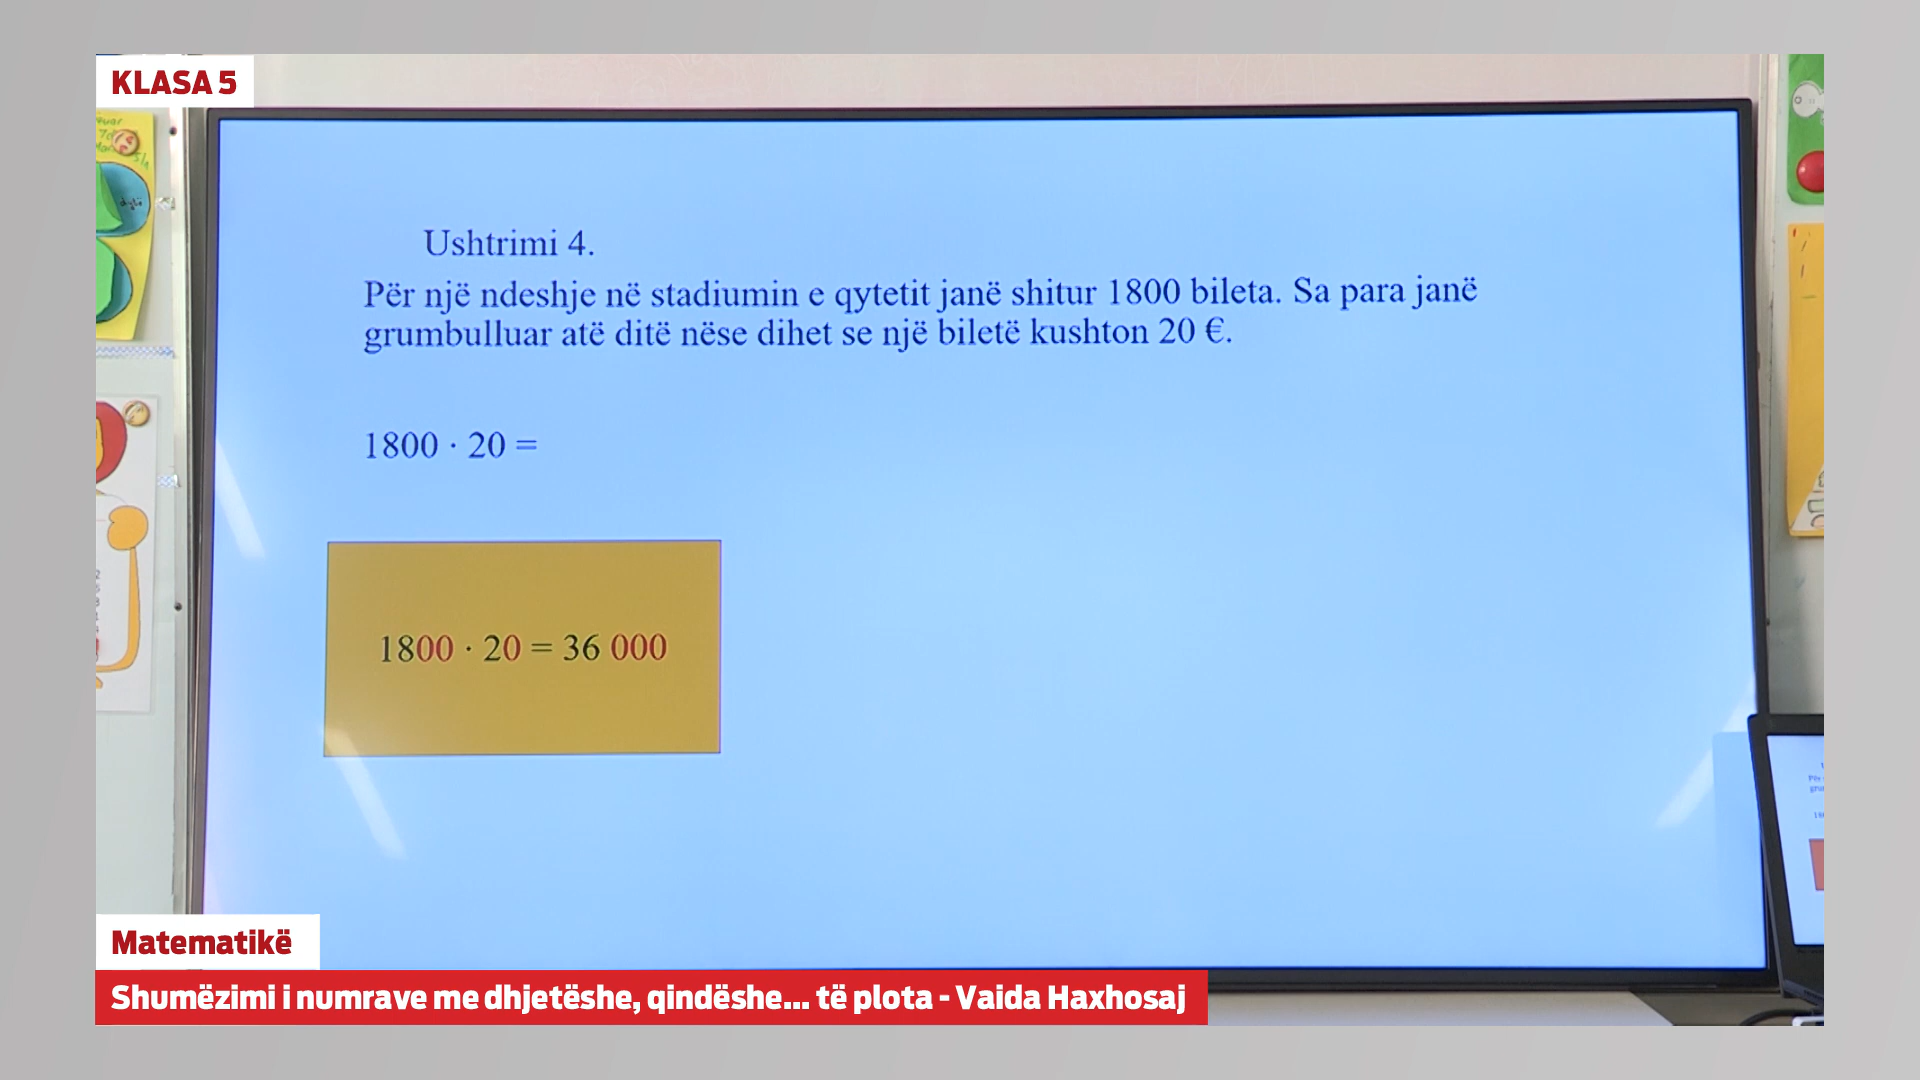 KLASA 5
Ushtrimi 4.
Për një ndeshje në stadiumin e qytetit janë shitur 1800 bileta. Sa para janë
grumbulluar atë ditë nëse dihet se një biletë kushton 20 €.
1800 · 20 =
1800 · 20 = 36 000
Matematikë
Shumëzimi i numrave me dhjetëshe, qindëshe... të plota - Vaida Haxhosaj